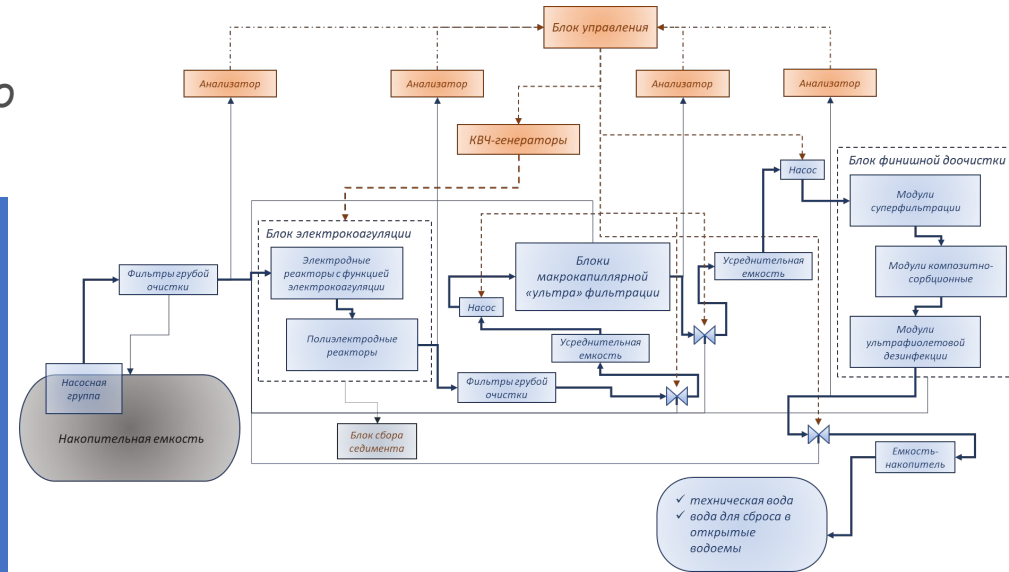 о
Блок управления
Анализатор
Анализатор
Анализатор
Анализатор
КВЧ-генераторы
Блок финишной доочистки
Насос
Модули
суперфильтрации
Блок электрокоагуляции
Электродные
реакторы с функцией
электрокоагуляции
Блоки
макрокапиллярной
«ультра» фильтрации
Усреднительная
емкость
Модули композитно-
сорбционные
Фильтры грубой
очистки
Насос
Полиэлектродные
реакторы
Усреднительная
емкость
Модули
ультрафиолетовой
дезинфекции
Насосная
группа
Фильтры грубой
очистки
Накопительная емкость
Блок сбора
седимента
Емкость-
накопитель
✓ техническая вода
✓ вода для сброса в
открытые
водоемы